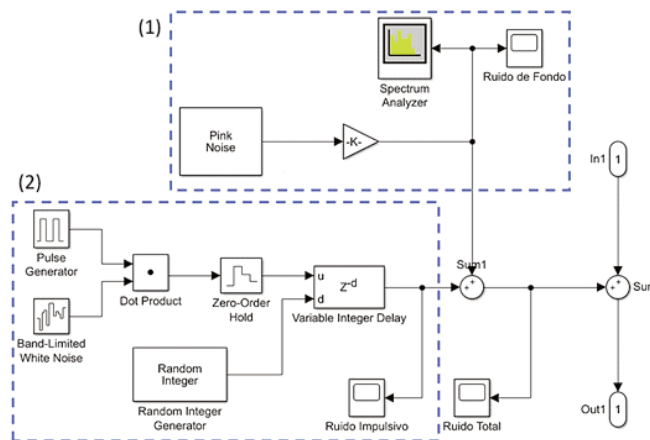 (1)
Spectrum
Analyzer
Ruido de Fondo
Pink
Noise
-K-
In1
1
(2)
Pulse
Generator
Dot Product
Zero-Order
Hold
u
d
Z-d
Variable Integer Delay
Sum1
++
++
Sum
Band-Limited
White Noise
Random
Integer
Random Integer
Generator
Ruido Impulsivo
Ruido Total
Out1
1